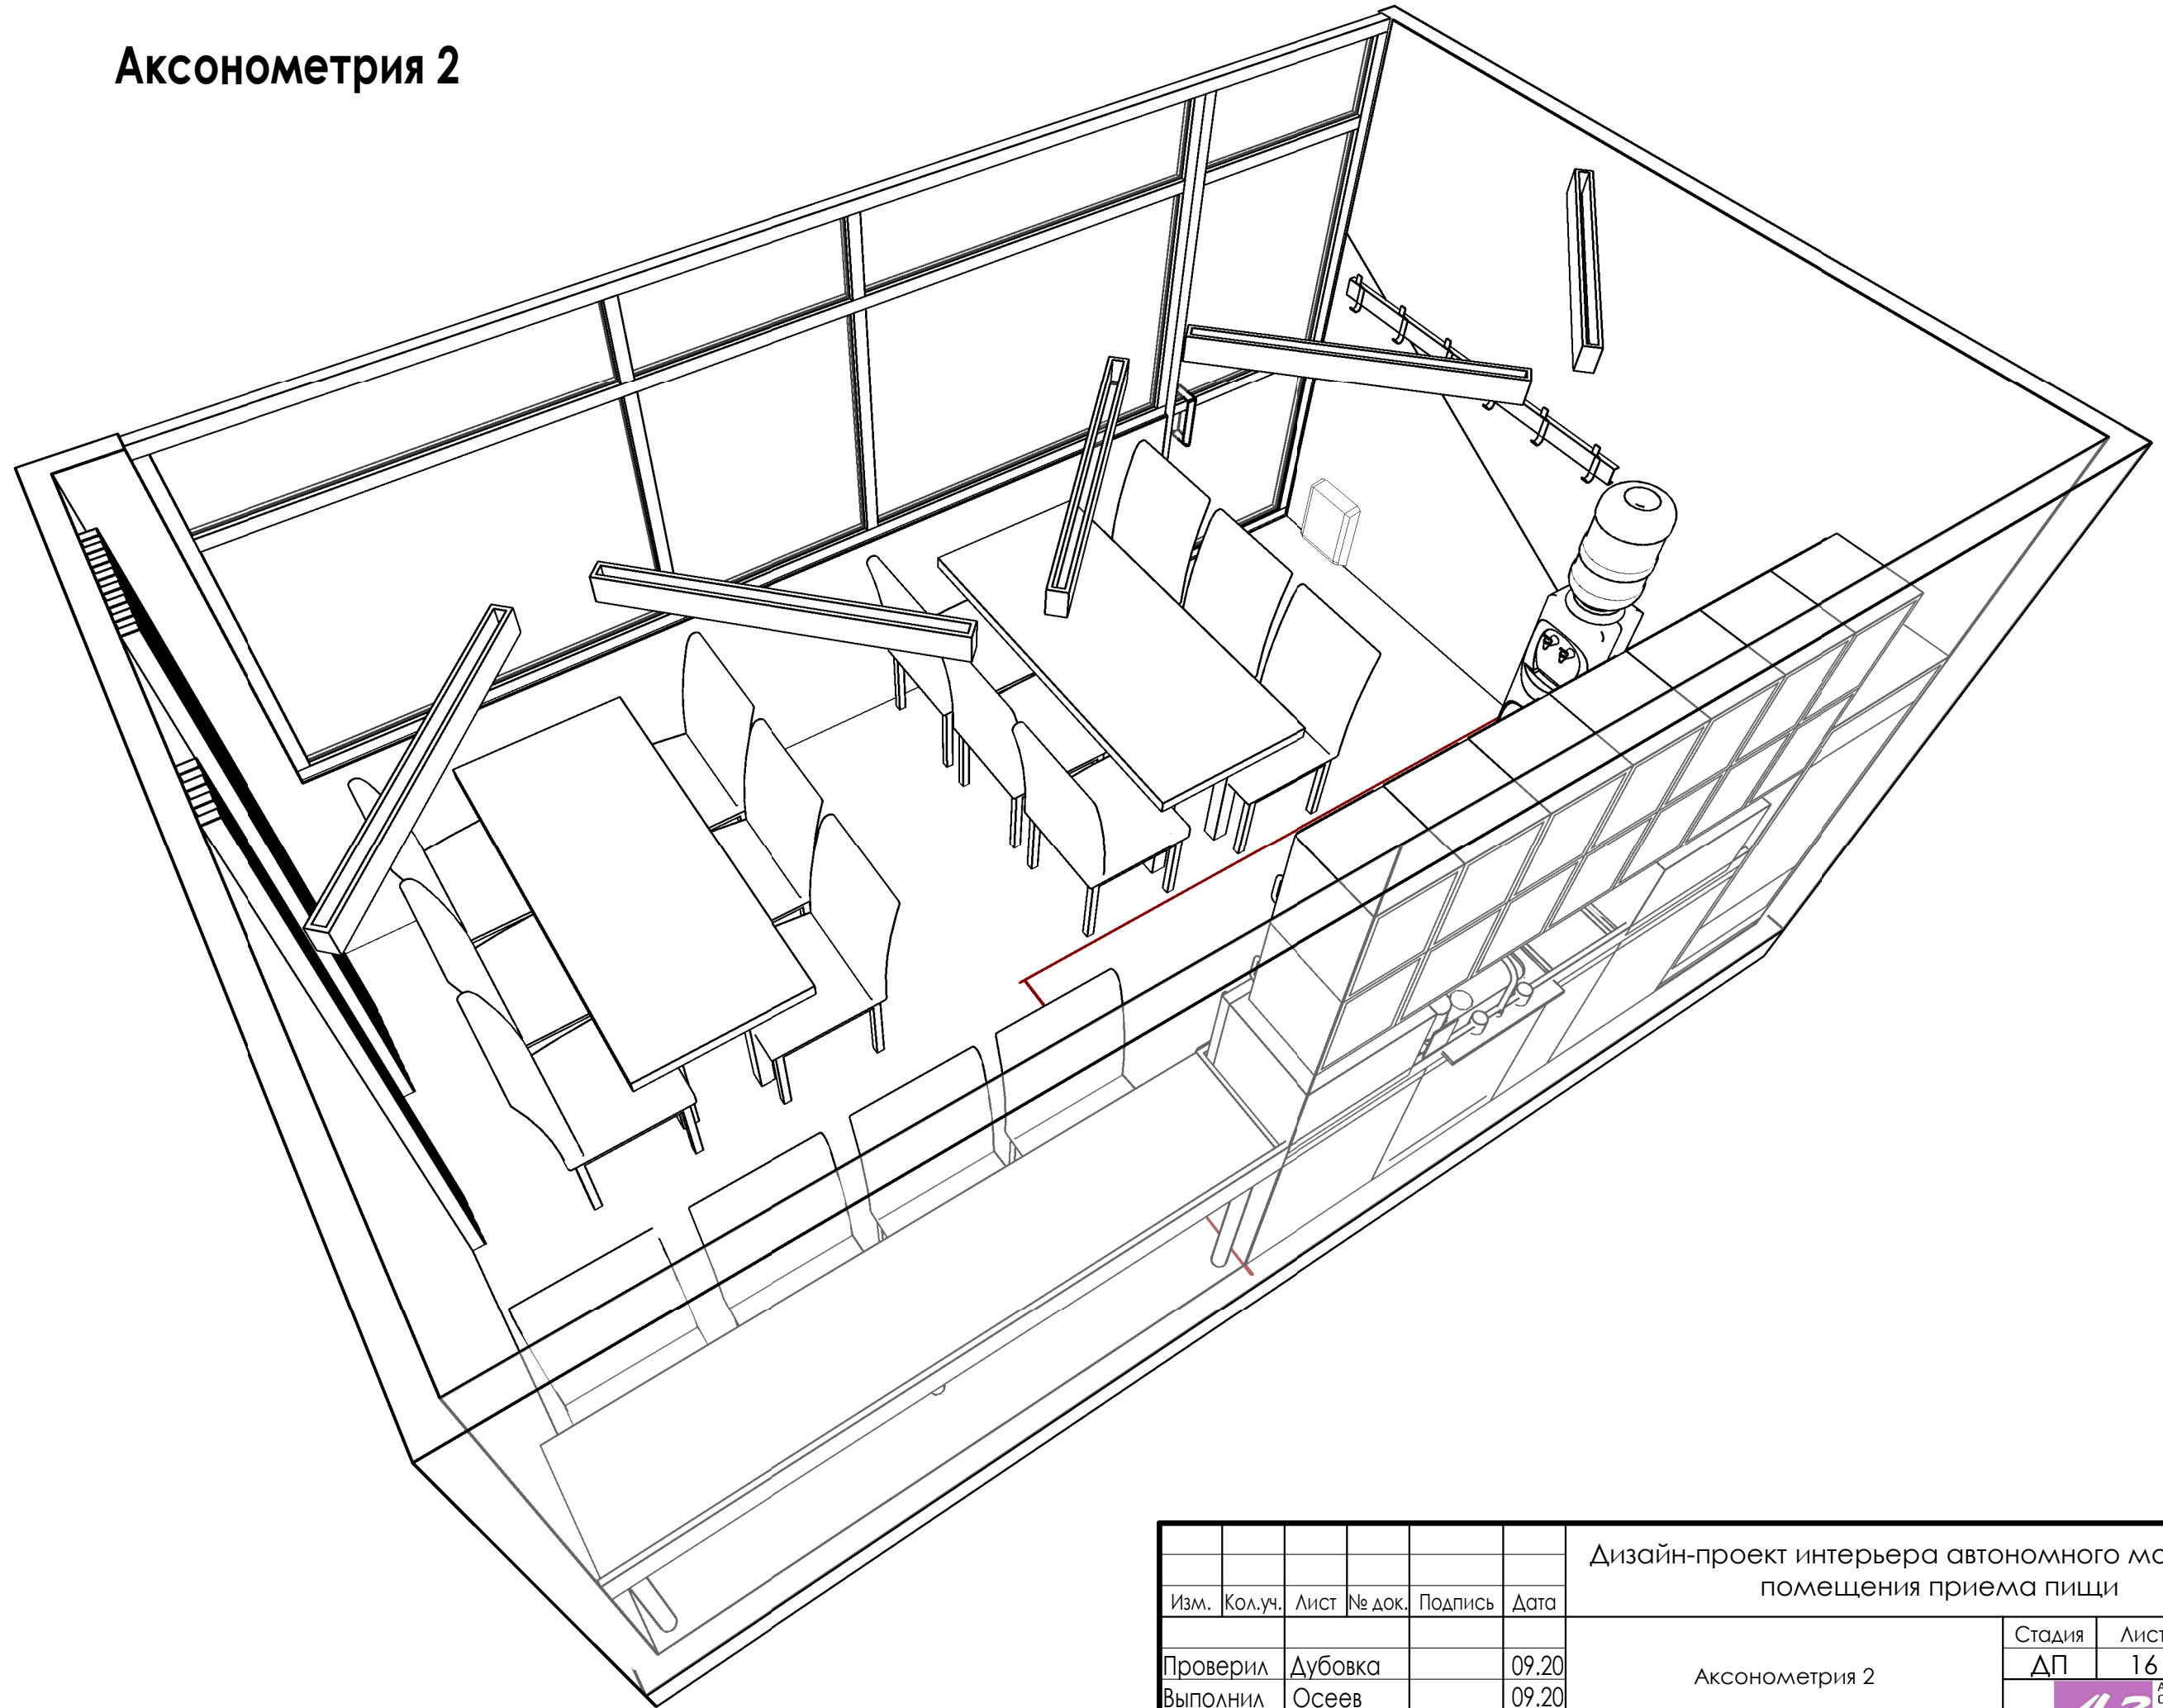 Аксонометрия 2
Дизайн-проект интерьера автономного
помещения приема пищи
Изм. Кол.уч. Лист № док. Подпись Дата
Стадия Лист
Проверил Дубовка 09.20 Аксонометрия 2 ДП 16
Выполнил Осеев 09.20